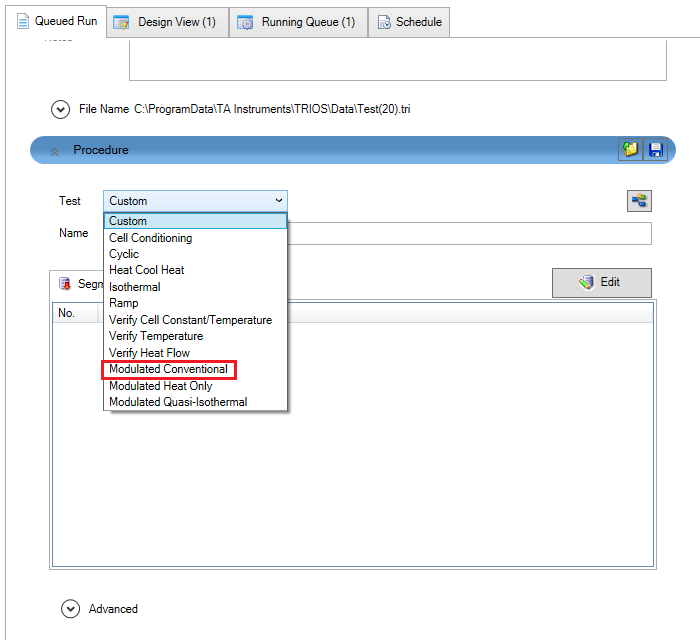 Queued Run
Design View (1)
Running Queue (1)
Schedule
File Name C:\ProgramData\TA Instruments\TRIOS\Data\Test(20).tri
Procedure
Test Custom
Custom
Name
Cell Conditioning
Cyclic
Heat Cool Heat
Isothermal
Edit
Ramp
No.
Verify Cell Constant/Temperature
Verify Temperature
Verify Heat Flow
Modulated Conventional
Modulated Heat Only
Modulated Quasi-Isothermal
Advanced